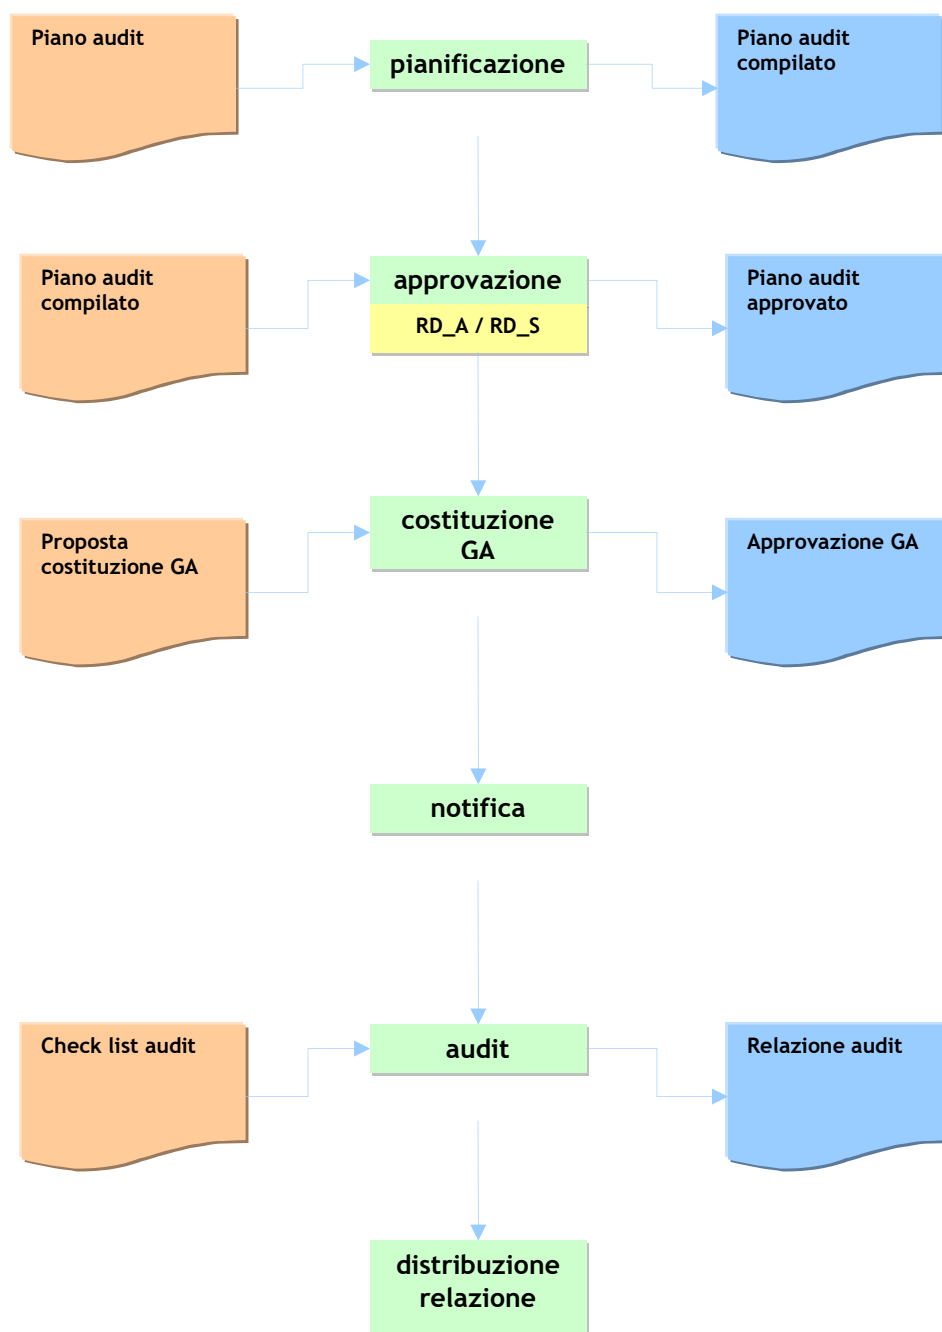 Piano audit
pianificazione
Piano audit
compilato
Piano audit
compilato
approvazione
RD_A / RD_S
Piano audit
approvato
Proposta
costituzione GA
costituzione
GA
Approvazione GA
notifica
Check list audit
audit
Relazione audit
distribuzione
relazione